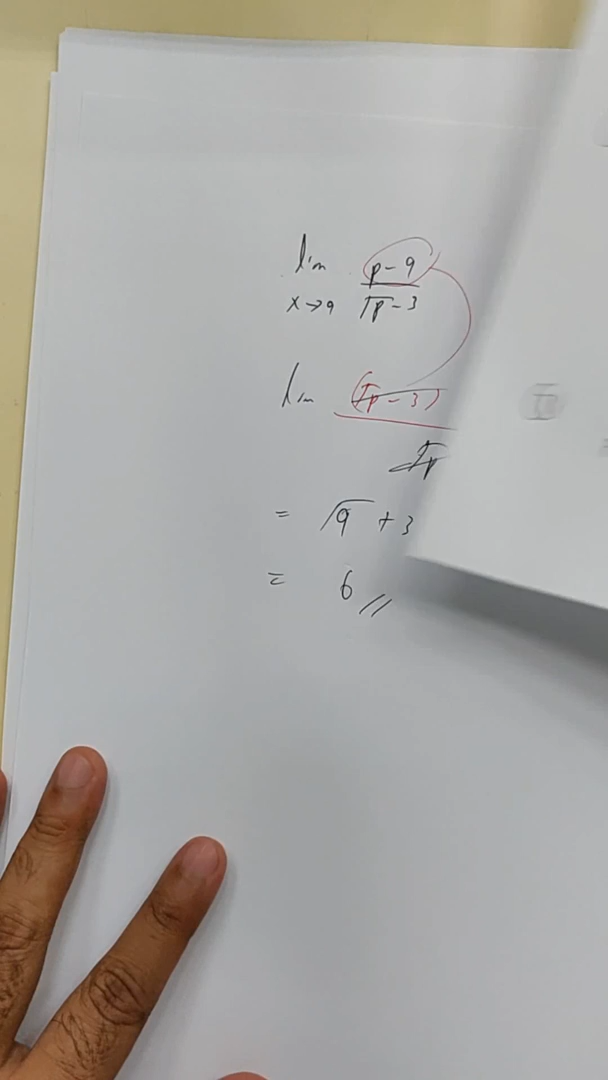 lim p-9
x→9 √p-3
lim (√p-3)
√p
= √9 + 3
= 6 //